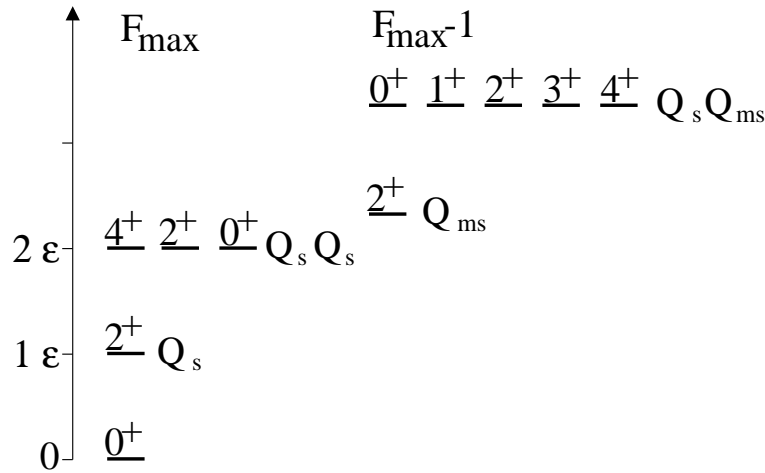 F_max F_max-1
0+ 1+ 2+ 3+ 4+ Q_s Q_ms
2+ Q_ms
2 ε 4+ 2+ 0+ Q_s Q_s
1 ε 2+ Q_s
0 0+